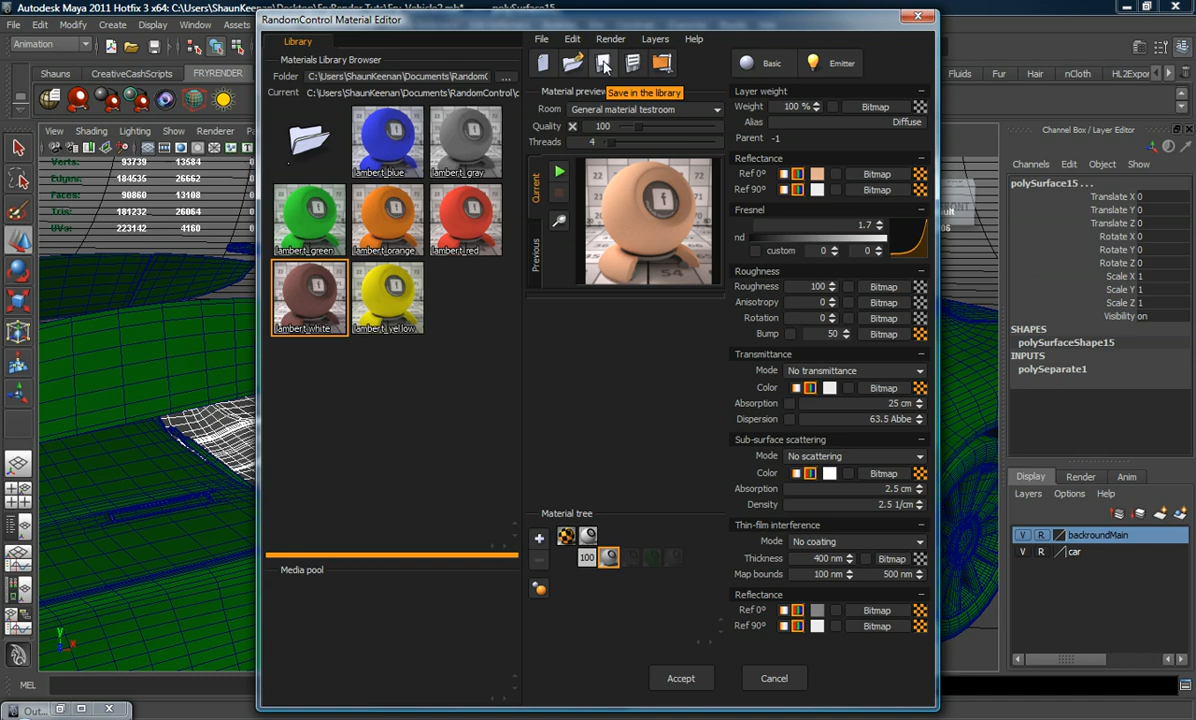 Autodesk Maya 2011 Hotfix 3 x64: C:\Users\ShaunKeenan\Desktop\
RandomControl Material Editor
File Edit Modify Create Display Window Assets
Animation
Shauns CreativeCashScripts FRYRENDER
Fluids Fur Hair nCloth HL2Expor
View Shading Lighting Show Renderer
Verts: 93739 13584 0
Edges: 184535 26662 0
Faces: 90860 13108 0
Tris: 181232 26064 0
UVs: 223142 4160 0
Library
Materials Library Browser
Folder C:\Users\ShaunKeenan\Documents\RandomC ...
Current C:\Users\ShaunKeenan\Documents\RandomControl\c
lambert_blue
lambert_gray
lambert_green
lambert_orange
lambert_red
lambert_white
lambert_yellow
Media pool
File Edit Render Layers Help
Save in the library
Material preview
Room General material testroom
Quality 100
Threads 4
Current
Previous
Material tree
100
Accept
Cancel
Basic
Emitter
Layer weight
Weight 100 % Bitmap
Alias Diffuse
Parent -1
Reflectance
Ref 0º Bitmap
Ref 90º Bitmap
Fresnel
1.7
nd
custom 0 0
Roughness
Roughness 100 Bitmap
Anisotropy 0 Bitmap
Rotation 0 Bitmap
Bump 50 Bitmap
Transmittance
Mode No transmittance
Color Bitmap
Absorption 25 cm
Dispersion 63.5 Abbe
Sub-surface scattering
Mode No scattering
Color Bitmap
Absorption 2.5 cm
Density 2.5 1/cm
Thin-film interference
Mode No coating
Thickness 400 nm Bitmap
Map bounds 100 nm 500 nm
Reflectance
Ref 0º Bitmap
Ref 90º Bitmap
Channel Box / Layer Editor
Channels Edit Object Show
polySurface15 . . .
Translate X 0
Translate Y 0
Translate Z 0
Rotate X 0
Rotate Y 0
Rotate Z 0
Scale X 1
Scale Y 1
Scale Z 1
Visibility on
SHAPES
polySurfaceShape15
INPUTS
polySeparate1
Display Render Anim
Layers Options Help
V R backroundMain
V R car
y
x
MEL
Out...